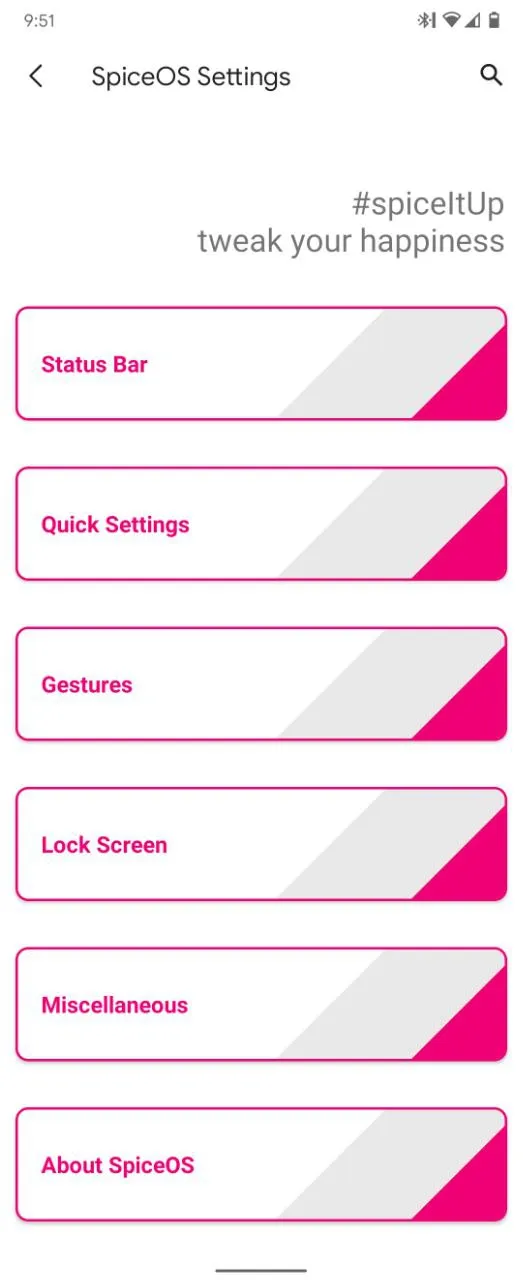 9:51
SpiceOS Settings
#spiceItUp
tweak your happiness
Status Bar
Quick Settings
Gestures
Lock Screen
Miscellaneous
About SpiceOS